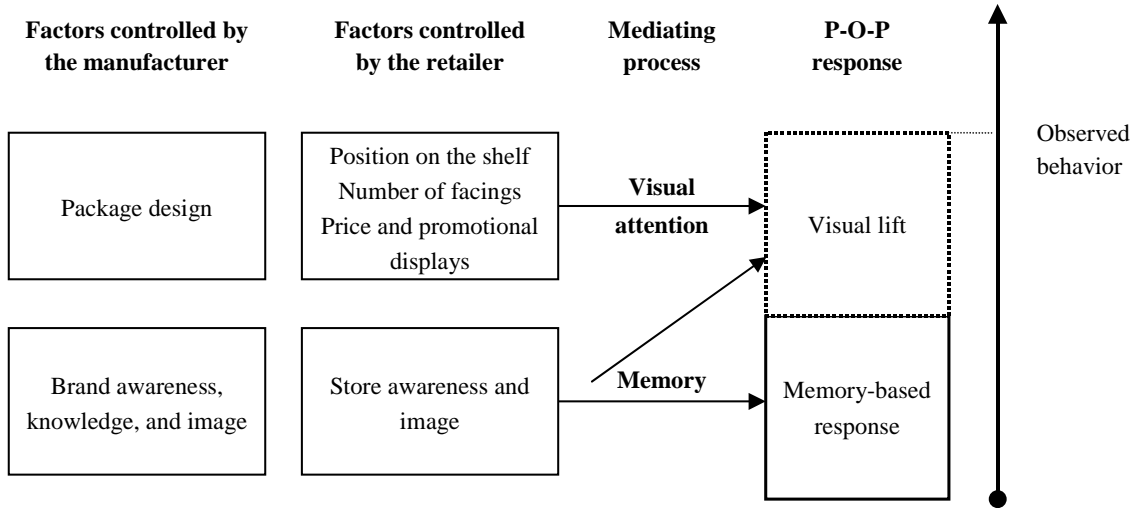 Factors controlled by
the manufacturer
Factors controlled
by the retailer
Mediating
process
P-O-P
response
Package design
Position on the shelf
Number of facings
Price and promotional
displays
Visual
attention
Visual lift
Observed
behavior
Brand awareness,
knowledge, and image
Store awareness and
image
Memory
Memory-based
response